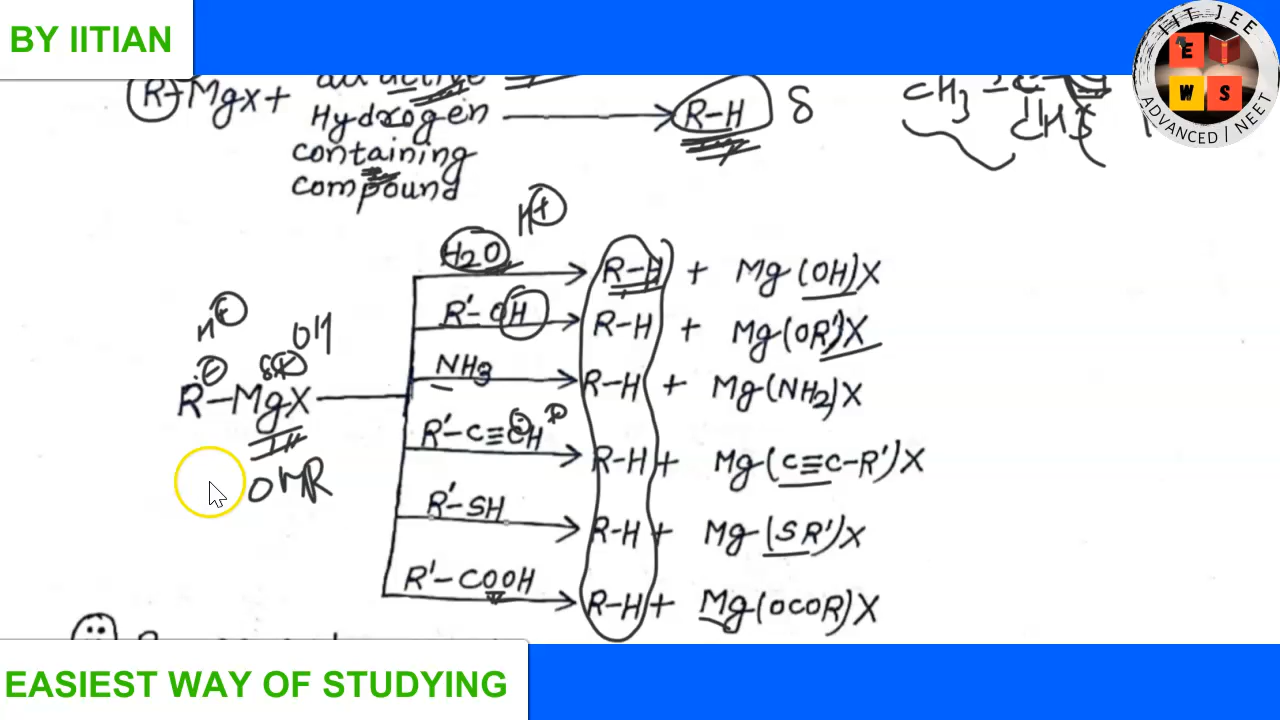 BY IITIAN
IIT JEE
E
W S
ADVANCED / NEET
R-MgX + all active
Hydrogen
containing
compound
R-H
CH3 - C -
CH3
H+
H2O
R-H + Mg(OH)X
R'-OH
R-H + Mg(OR')X
NH3
R-H + Mg(NH2)X
R-MgX
R'-C≡CH
R-H + Mg(C≡C-R')X
R'-SH
R-H + Mg(SR')X
R'-COOH
R-H + Mg(OCOR)X
OH
OMR
EASIEST WAY OF STUDYING